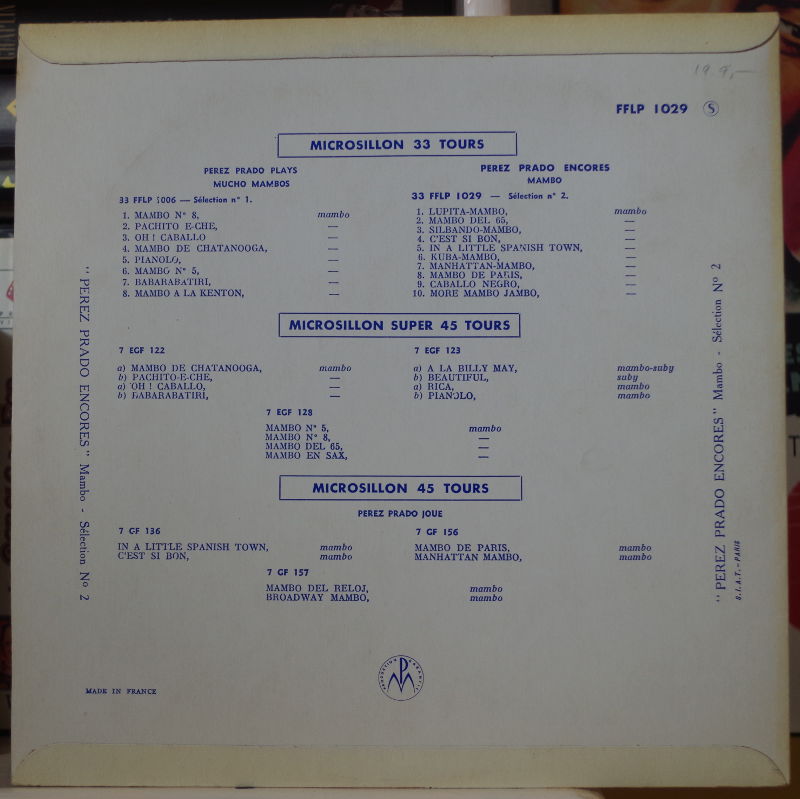 19.9,-
FFLP 1029 S
MICROSILLON 33 TOURS
PEREZ PRADO PLAYS
MUCHO MAMBOS
33 FFLP 1006 — Sélection n° 1.
1. MAMBO N° 8, mambo
2. PACHITO E-CHE, —
3. OH ! CABALLO —
4. MAMBO DE CHATANOOGA, —
5. PIANOLO, —
6. MAMBO N° 5, —
7. BABARABATIRI, —
8. MAMBO A LA KENTON, —
PEREZ PRADO ENCORES
MAMBO
33 FFLP 1029 — Sélection n° 2.
1. LUPITA-MAMBO, mambo
2. MAMBO DEL 65, —
3. SILBANDO-MAMBO, —
4. C'EST SI BON, —
5. IN A LITTLE SPANISH TOWN, —
6. KUBA-MAMBO, —
7. MANHATTAN-MAMBO, —
8. MAMBO DE PARIS, —
9. CABALLO NEGRO, —
10. MORE MAMBO JAMBO, —
MICROSILLON SUPER 45 TOURS
7 EGF 122
a) MAMBO DE CHATANOOGA, mambo
b) PACHITO-E-CHE, —
a) OH ! CABALLO, —
b) BABARABATIRI, —
7 EGF 123
a) A LA BILLY MAY, mambo-suby
b) BEAUTIFUL, suby
a) RICA, mambo
b) PIANOLO, mambo
7 EGF 128
MAMBO N° 5, mambo
MAMBO N° 8, —
MAMBO DEL 65, —
MAMBO EN SAX, —
MICROSILLON 45 TOURS
PEREZ PRADO JOUE
7 GF 136
IN A LITTLE SPANISH TOWN, mambo
C'EST SI BON, mambo
7 GF 156
MAMBO DE PARIS, mambo
MANHATTAN MAMBO, mambo
7 GF 157
MAMBO DEL RELOJ, mambo
BROADWAY MAMBO, mambo
"PEREZ PRADO ENCORES" Mambo - Sélection N° 2
"PEREZ PRADO ENCORES" Mambo - Sélection N° 2
S.I.A.T. - PARIS
MADE IN FRANCE